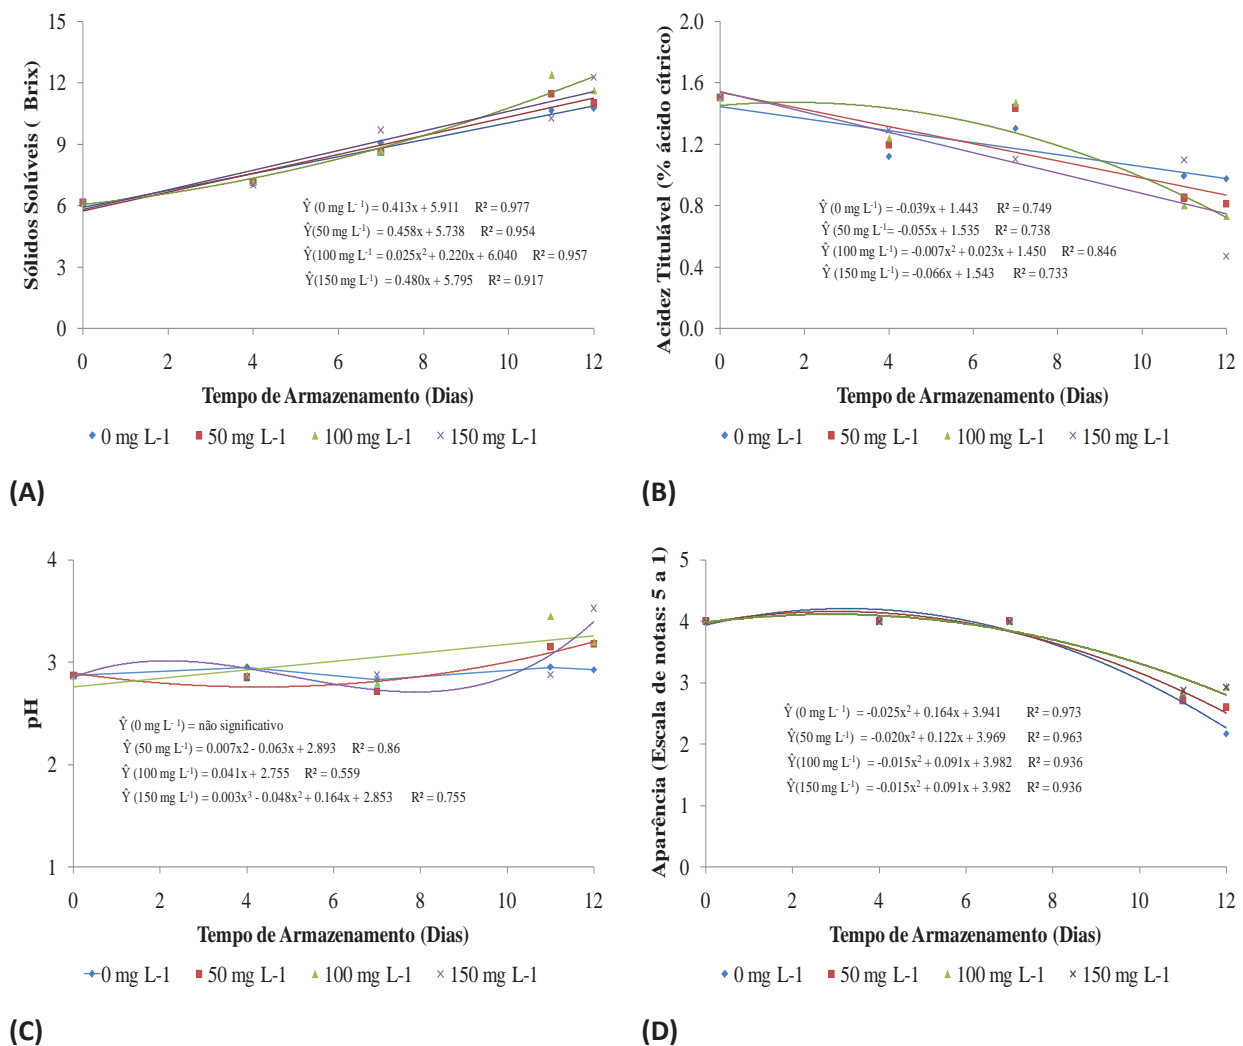 Sólidos Solúveis ( Brix)
15
12
9
6
3
0
Ŷ (0 mg L⁻¹) = 0.413x + 5.911 R² = 0.977
Ŷ(50 mg L⁻¹) = 0.458x + 5.738 R² = 0.954
Ŷ(100 mg L⁻¹ = 0.025x² + 0.220x + 6.040 R² = 0.957
Ŷ(150 mg L⁻¹) = 0.480x + 5.795 R² = 0.917
0 2 4 6 8 10 12
Tempo de Armazenamento (Dias)
0 mg L-1 50 mg L-1 100 mg L-1 150 mg L-1
(A)
Acidez Titulável (% ácido cítrico)
2.0
1.6
1.2
0.8
0.4
0.0
Ŷ (0 mg L⁻¹) = -0.039x + 1.443 R² = 0.749
Ŷ (50 mg L⁻¹= -0.055x + 1.535 R² = 0.738
Ŷ (100 mg L⁻¹) = -0.007x² + 0.023x + 1.450 R² = 0.846
Ŷ (150 mg L⁻¹) = -0.066x + 1.543 R² = 0.733
0 2 4 6 8 10 12
Tempo de Armazenamento (Dias)
0 mg L-1 50 mg L-1 100 mg L-1 150 mg L-1
(B)
pH
4
3
2
1
Ŷ (0 mg L⁻¹) = não significativo
Ŷ (50 mg L⁻¹) = 0.007x2 - 0.063x + 2.893 R² = 0.86
Ŷ (100 mg L⁻¹) = 0.041x + 2.755 R² = 0.559
Ŷ (150 mg L⁻¹) = 0.003x³ - 0.048x² + 0.164x + 2.853 R² = 0.755
0 2 4 6 8 10 12
Tempo de Armazenamento (Dias)
0 mg L-1 50 mg L-1 100 mg L-1 150 mg L-1
(C)
Aparência (Escala de notas: 5 a 1)
5
4
3
2
1
0
Ŷ (0 mg L⁻¹) = -0.025x² + 0.164x + 3.941 R² = 0.973
Ŷ(50 mg L⁻¹) = -0.020x² + 0.122x + 3.969 R² = 0.963
Ŷ(100 mg L⁻¹) = -0.015x² + 0.091x + 3.982 R² = 0.936
Ŷ(150 mg L⁻¹) = -0.015x² + 0.091x + 3.982 R² = 0.936
0 2 4 6 8 10 12
Tempo de Armazenamento (Dias)
0 mg L-1 50 mg L-1 100 mg L-1 150 mg L-1
(D)